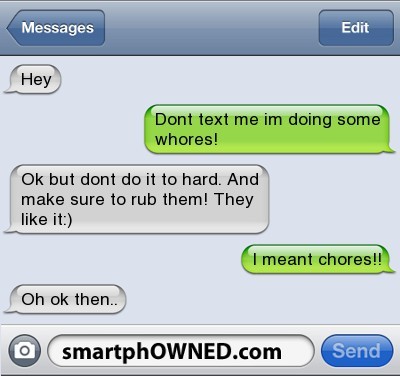 Messages
Edit
Hey
Dont text me im doing some
whores!
Ok but dont do it to hard. And
make sure to rub them! They
like it:)
I meant chores!!
Oh ok then..
smartphOWNED.com
Send